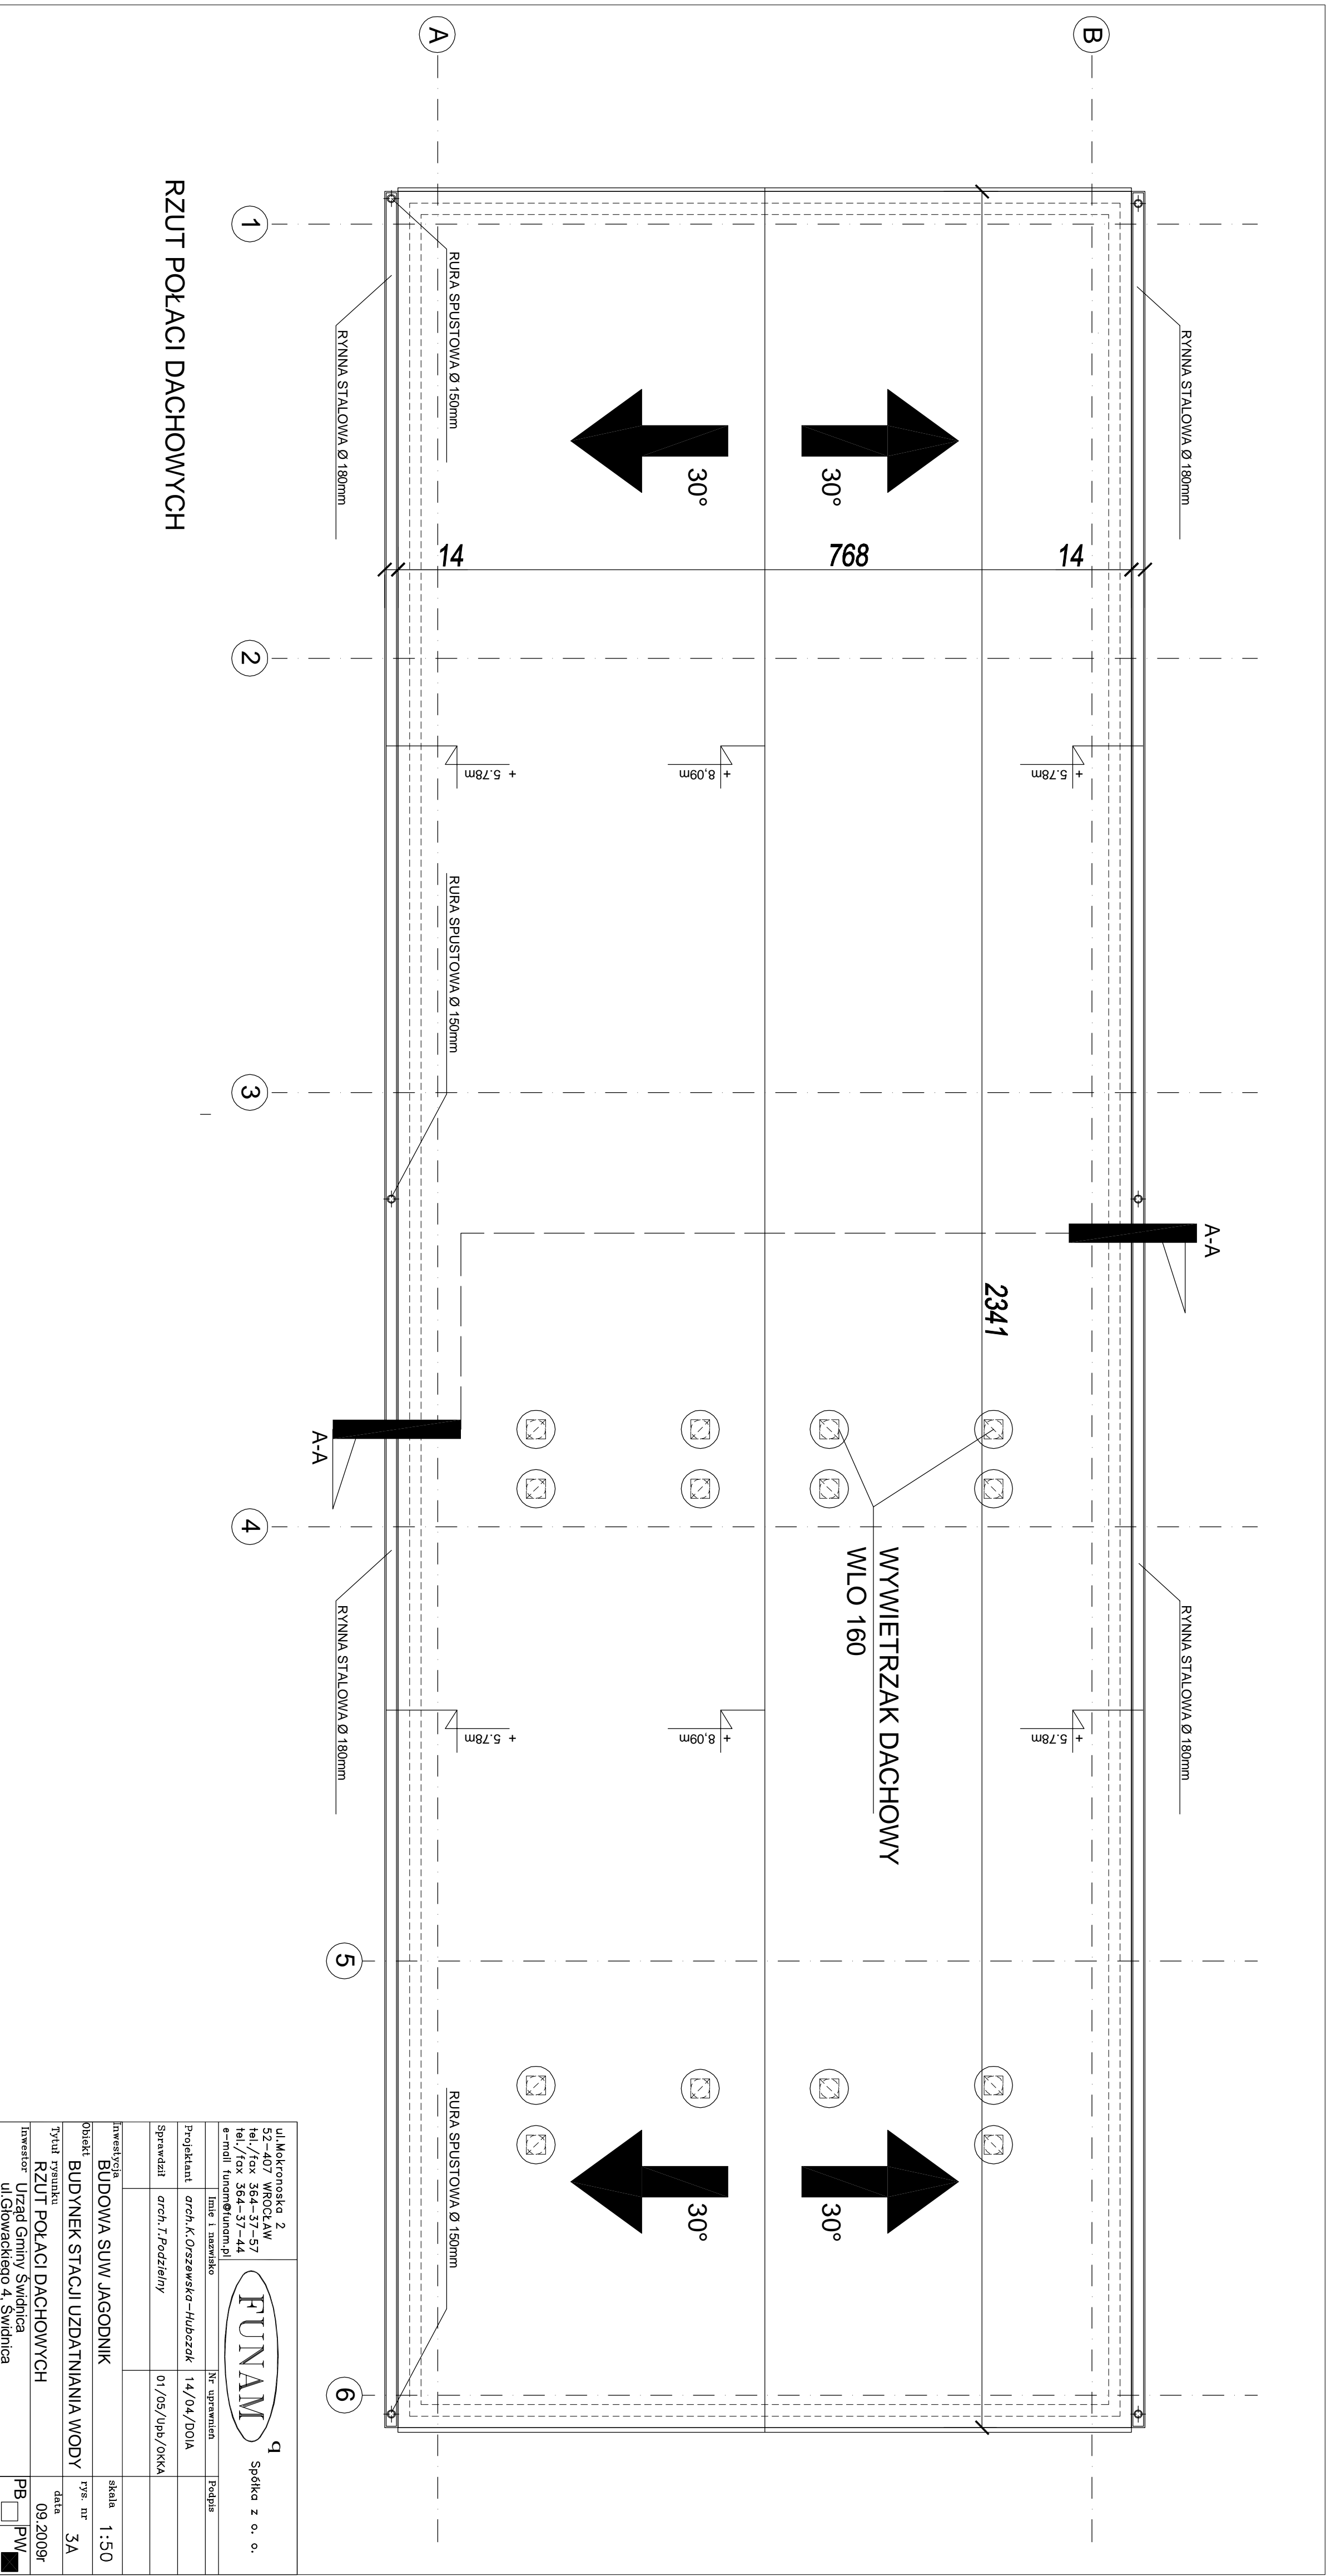 A
B
1
2
3
4
5
6
RZUT POŁACI DACHOWYCH
RYNNA STALOWA Ø 180mm
RYNNA STALOWA Ø 180mm
RYNNA STALOWA Ø 180mm
RYNNA STALOWA Ø 180mm
RURA SPUSTOWA Ø 150mm
RURA SPUSTOWA Ø 150mm
RURA SPUSTOWA Ø 150mm
30°
30°
30°
30°
14
768
14
2341
+ 5.78m
+ 8,09m
+ 5.78m
+ 5.78m
+ 8,09m
+ 5.78m
A-A
A-A
WYWIETRZAK DACHOWY
WLO 160
ul.Mokronoska 2
52-407 WROCŁAW
tel./fax 364-37-57
tel./fax 364-37-44
e-mail funam@funam.pl
FUNAM
q
Spółka z o. o.
Imie i nazwisko
Nr uprawnień
Podpis
Projektant arch.K.Orszewska-Hubczak 14/04/DOIA
Sprawdził arch.T.Podzielny 01/05/Upb/OKKA
Inwestycja
BUDOWA SUW JAGODNIK
skala 1:50
Obiekt
BUDYNEK STACJI UZDATNIANIA WODY
rys. nr 3A
Tytuł rysunku
RZUT POŁACI DACHOWYCH
data
09.2009r
Inwestor Urząd Gminy Świdnica
ul.Głowackiego 4, Świdnica
PB
PW